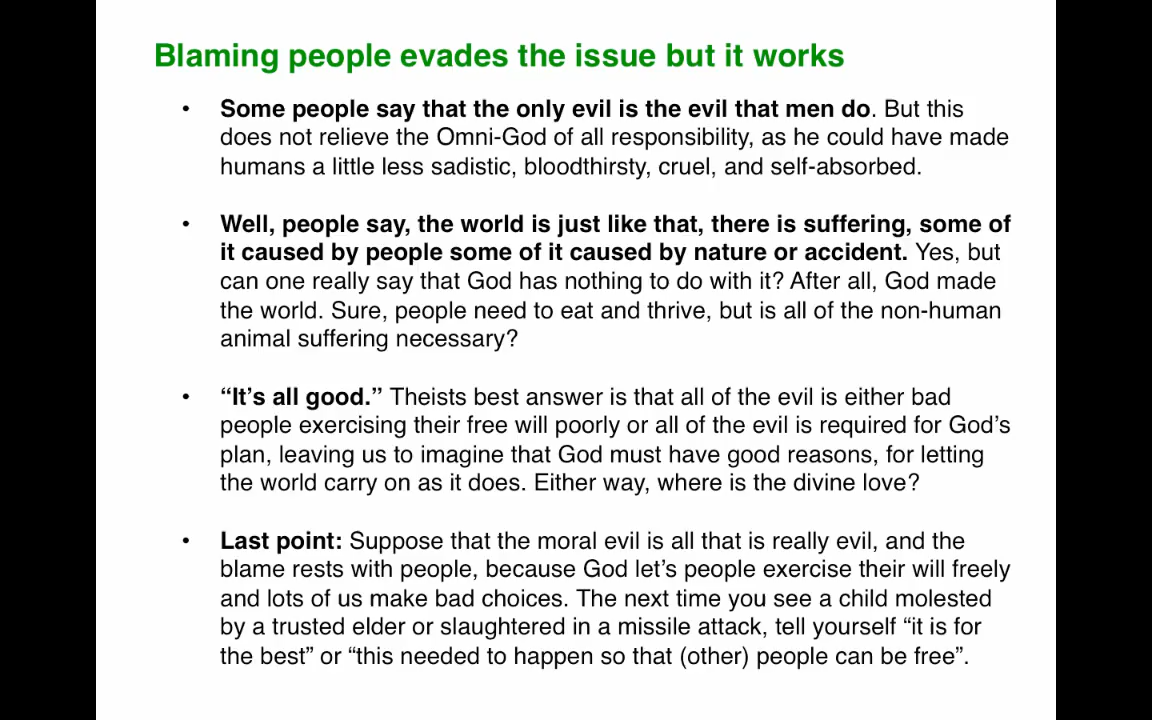 Blaming people evades the issue but it works
• Some people say that the only evil is the evil that men do. But this
does not relieve the Omni-God of all responsibility, as he could have made
humans a little less sadistic, bloodthirsty, cruel, and self-absorbed.
• Well, people say, the world is just like that, there is suffering, some of
it caused by people some of it caused by nature or accident. Yes, but
can one really say that God has nothing to do with it? After all, God made
the world. Sure, people need to eat and thrive, but is all of the non-human
animal suffering necessary?
• “It’s all good.” Theists best answer is that all of the evil is either bad
people exercising their free will poorly or all of the evil is required for God’s
plan, leaving us to imagine that God must have good reasons, for letting
the world carry on as it does. Either way, where is the divine love?
• Last point: Suppose that the moral evil is all that is really evil, and the
blame rests with people, because God let’s people exercise their will freely
and lots of us make bad choices. The next time you see a child molested
by a trusted elder or slaughtered in a missile attack, tell yourself “it is for
the best” or “this needed to happen so that (other) people can be free”.